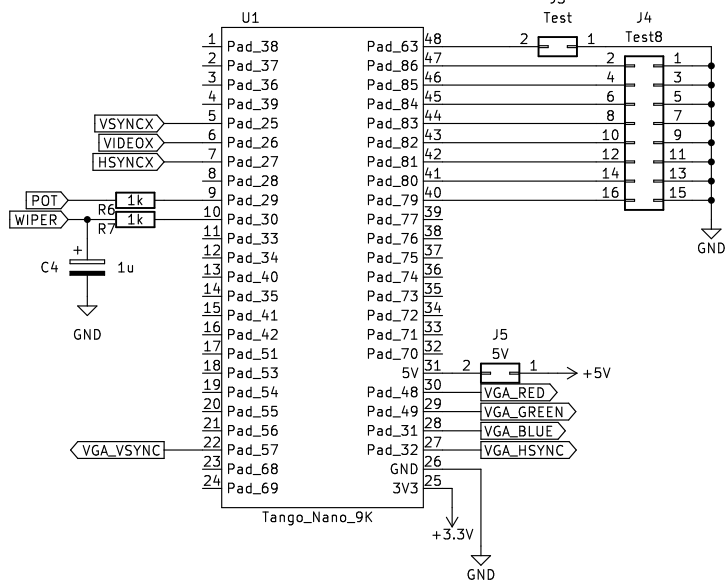 U1
J3
Test
J4
Test8
1 Pad_38 Pad_63 48 2 1
2 Pad_37 Pad_86 47 2 1
3 Pad_36 Pad_85 46 4 3
4 Pad_39 Pad_84 45 6 5
VSYNCX 5 Pad_25 Pad_83 44 8 7
VIDEOX 6 Pad_26 Pad_82 43 10 9
HSYNCX 7 Pad_27 Pad_81 42 12 11
8 Pad_28 Pad_80 41 14 13
POT 1k 9 Pad_29 Pad_79 40 16 15
R6
WIPER 1k 10 Pad_30 Pad_77 39
R7
11 Pad_33 Pad_76 38
GND
12 Pad_34 Pad_75 37
+
C4 1u
13 Pad_40 Pad_74 36
14 Pad_35 Pad_73 35
15 Pad_41 Pad_72 34
GND
16 Pad_42 Pad_71 33
17 Pad_51 Pad_70 32
J5
5V
18 Pad_53 5V 31 2 1 +5V
19 Pad_54 Pad_48 30 VGA_RED
20 Pad_55 Pad_49 29 VGA_GREEN
21 Pad_56 Pad_31 28 VGA_BLUE
VGA_VSYNC 22 Pad_57 Pad_32 27 VGA_HSYNC
23 Pad_68 GND 26
24 Pad_69 3V3 25
Tango_Nano_9K
+3.3V
GND